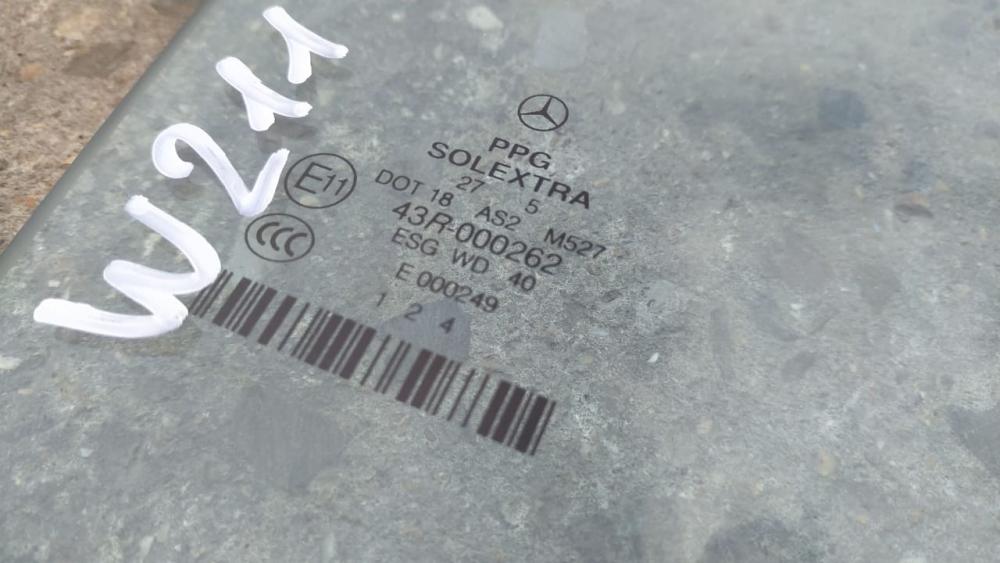 W211
PPG
SOLEXTRA
27 5
E11
DOT 18 AS2 M527
CCC
43R-000262
ESG WD 40
E 000249
1 2 4